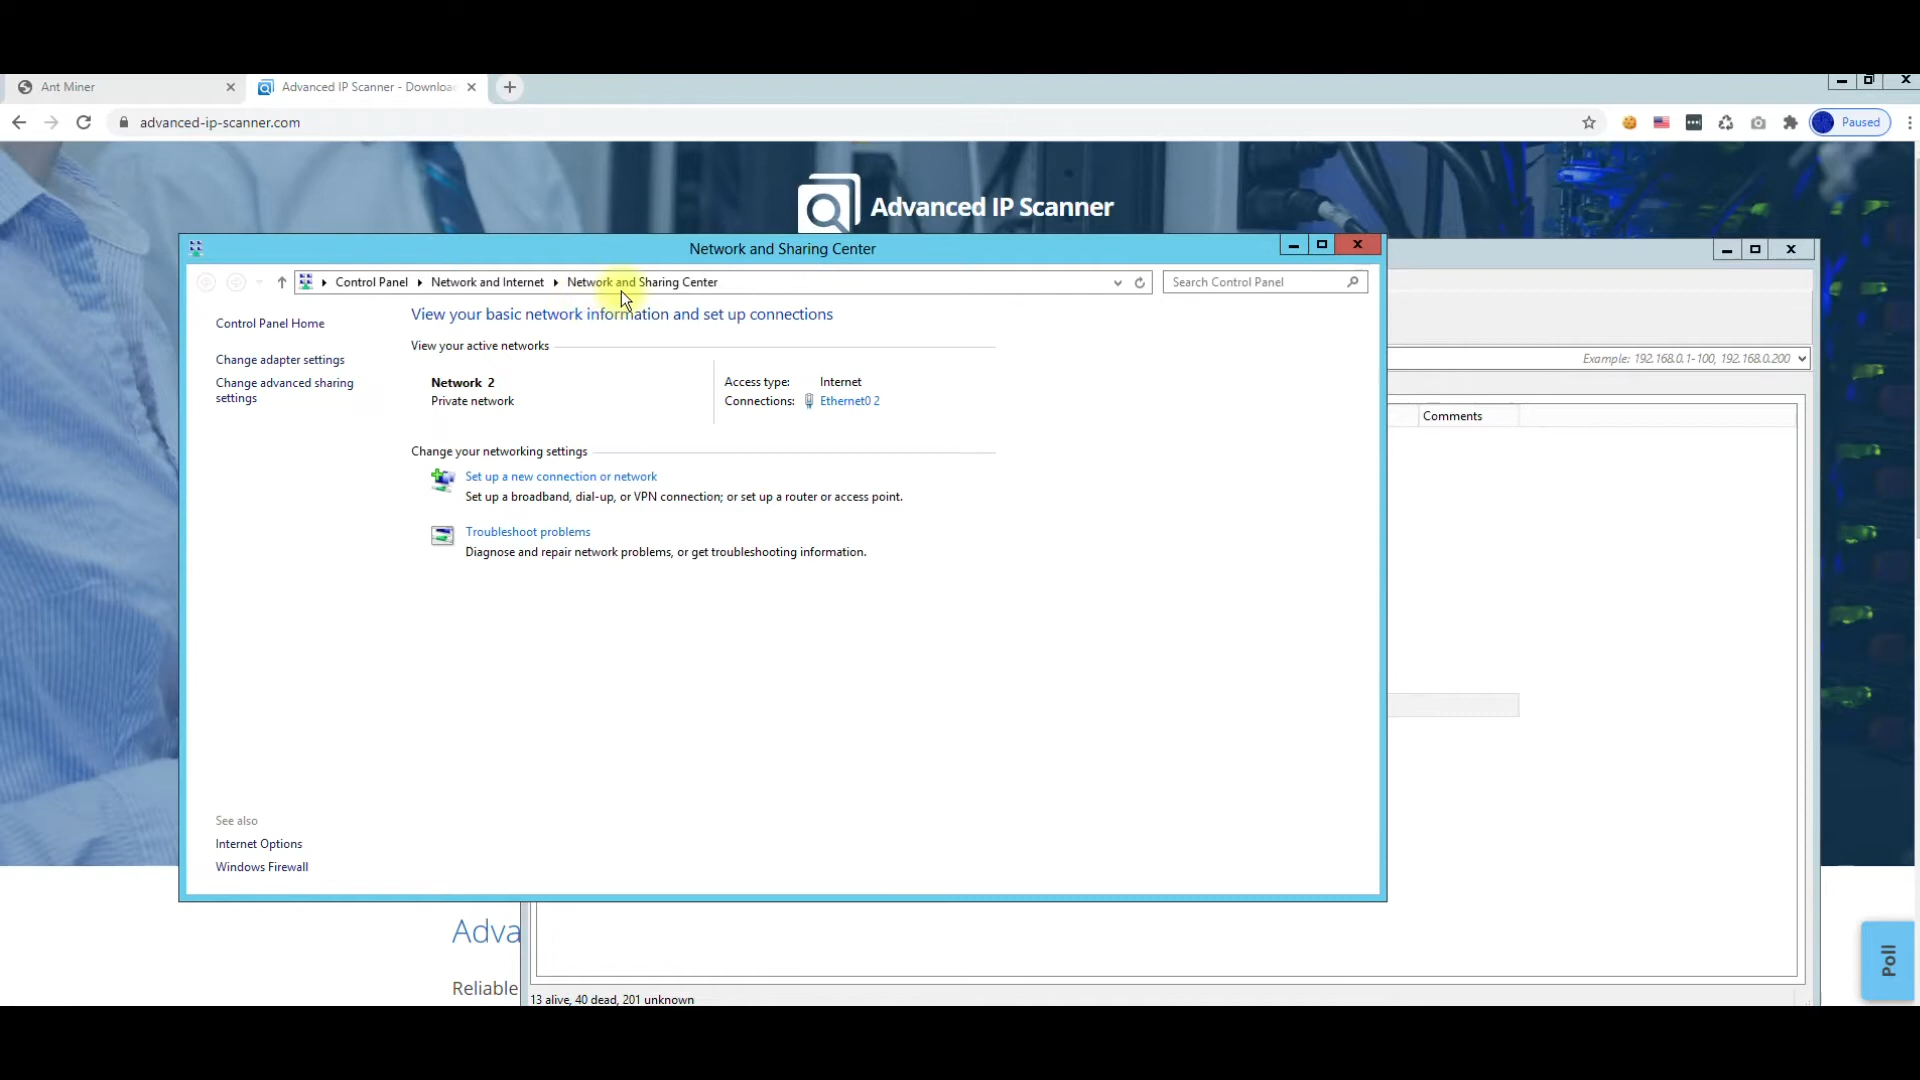 Ant Miner
Advanced IP Scanner - Downloa
advanced-ip-scanner.com
Paused
Advanced IP Scanner
Network and Sharing Center
Control Panel Network and Internet Network and Sharing Center
Search Control Panel
Control Panel Home
Change adapter settings
Change advanced sharing
settings
View your basic network information and set up connections
View your active networks
Network 2
Private network
Access type: Internet
Connections: Ethernet0 2
Change your networking settings
Set up a new connection or network
Set up a broadband, dial-up, or VPN connection; or set up a router or access point.
Troubleshoot problems
Diagnose and repair network problems, or get troubleshooting information.
See also
Internet Options
Windows Firewall
Example: 192.168.0.1-100, 192.168.0.200
Comments
Adva
Reliable
13 alive, 40 dead, 201 unknown
Poll